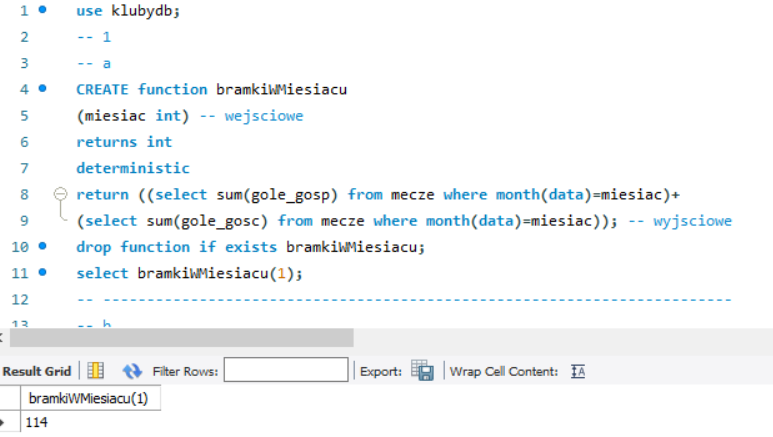 1 use klubydb;
2 -- 1
3 -- a
4 CREATE function bramkiWMiesiacu
5 (miesiac int) -- wejsciowe
6 returns int
7 deterministic
8 return ((select sum(gole_gosp) from mecze where month(data)=miesiac)+
9 (select sum(gole_gosc) from mecze where month(data)=miesiac)); -- wyjsciowe
10 drop function if exists bramkiWMiesiacu;
11 select bramkiWMiesiacu(1);
12 -- ------------------------------------------------------------------------
13 -- b
Result Grid Filter Rows: Export: Wrap Cell Content: IA
bramkiWMiesiacu(1)
114